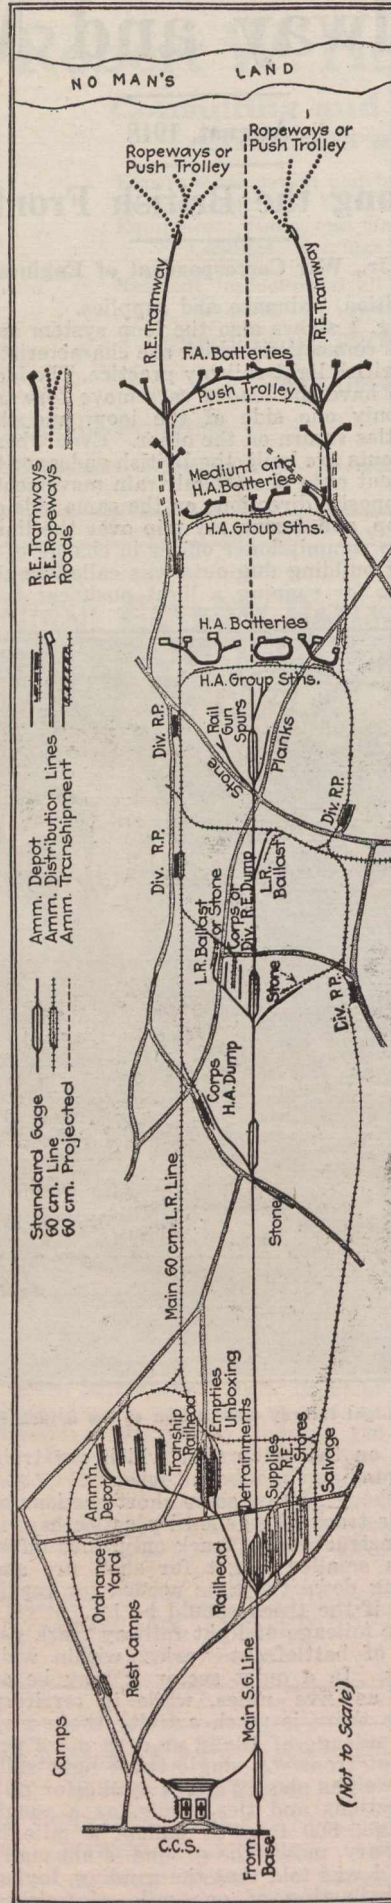 NO MAN'S LAND
Ropeways or
Push Trolley
Ropeways or
Push Trolley
R.E. Tramway
R.E. Tramway
F.A. Batteries
Push Trolley
Medium and
H.A. Batteries
H.A. Group Stns.
H.A. Batteries
H.A. Group Stns.
Rail
Gun
Spurs
Stone
Planks
Div. R.P.
Div. R.P.
Div. R.P.
Div. R.P.
L.R. Ballast
or Stone
Corps or
Div. R.E. Dump
L.R.
Ballast
Stone
Corps
H.A. Dump
Stone
Main 60 cm. L.R. Line
Standard Gage
60 cm. Line
60 cm. Projected
Amm. Depot
Amm. Distribution Lines
Amm. Transhipment
R.E. Tramways
R.E. Ropeways
Roads
Amm'n.
Depot
Tranship
Railhead
Empties
Unboxing
Detrainments
Supplies
R.E.
Stores
Salvage
Railhead
Ordnance
Yard
Rest Camps
Camps
Main S.G. Line
C.C.S.
From
Base
(Not to Scale)